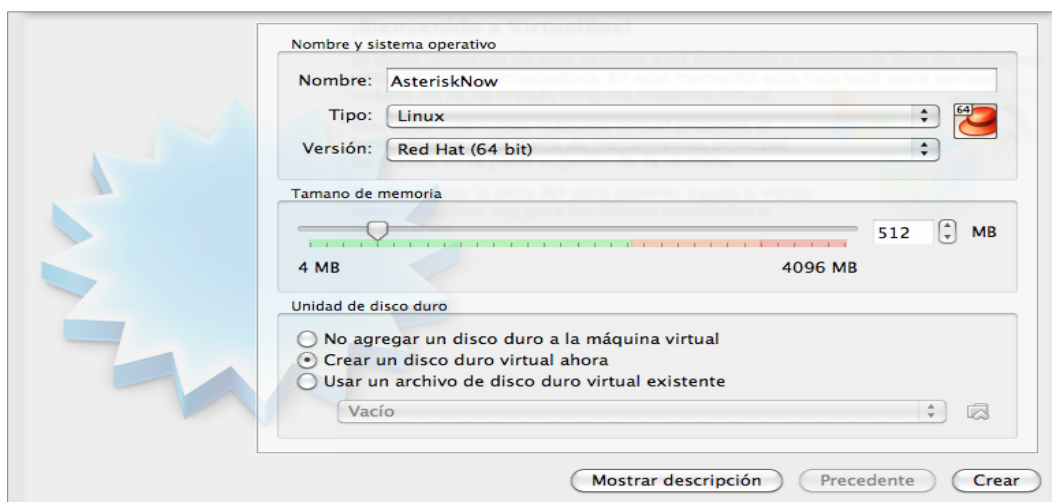 ¡Bienvenido a VirtualBox!
Nombre y sistema operativo
Nombre: AsteriskNow
Tipo: Linux
64
Versión: Red Hat (64 bit)
Tamano de memoria
512 MB
4 MB 4096 MB
Unidad de disco duro
No agregar un disco duro a la máquina virtual
Crear un disco duro virtual ahora
Usar un archivo de disco duro virtual existente
Vacío
Mostrar descripción Precedente Crear